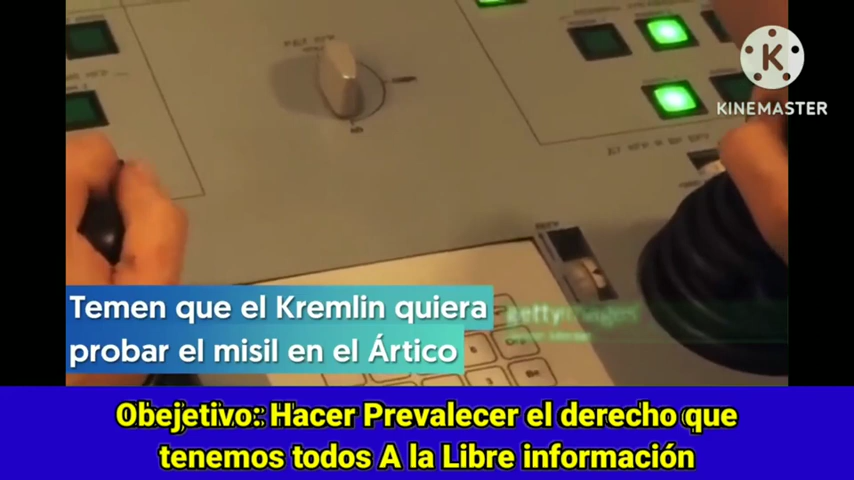 KINEMASTER
Temen que el Kremlin quiera
probar el misil en el Ártico
gettyimages
Obejetivo: Hacer Prevalecer el derecho que
tenemos todos A la Libre información